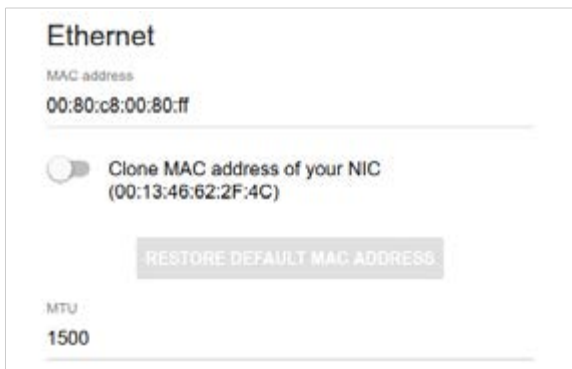 Ethernet
MAC address
00:80:c8:00:80:ff
Clone MAC address of your NIC
(00:13:46:62:2F:4C)
RESTORE DEFAULT MAC ADDRESS
MTU
1500